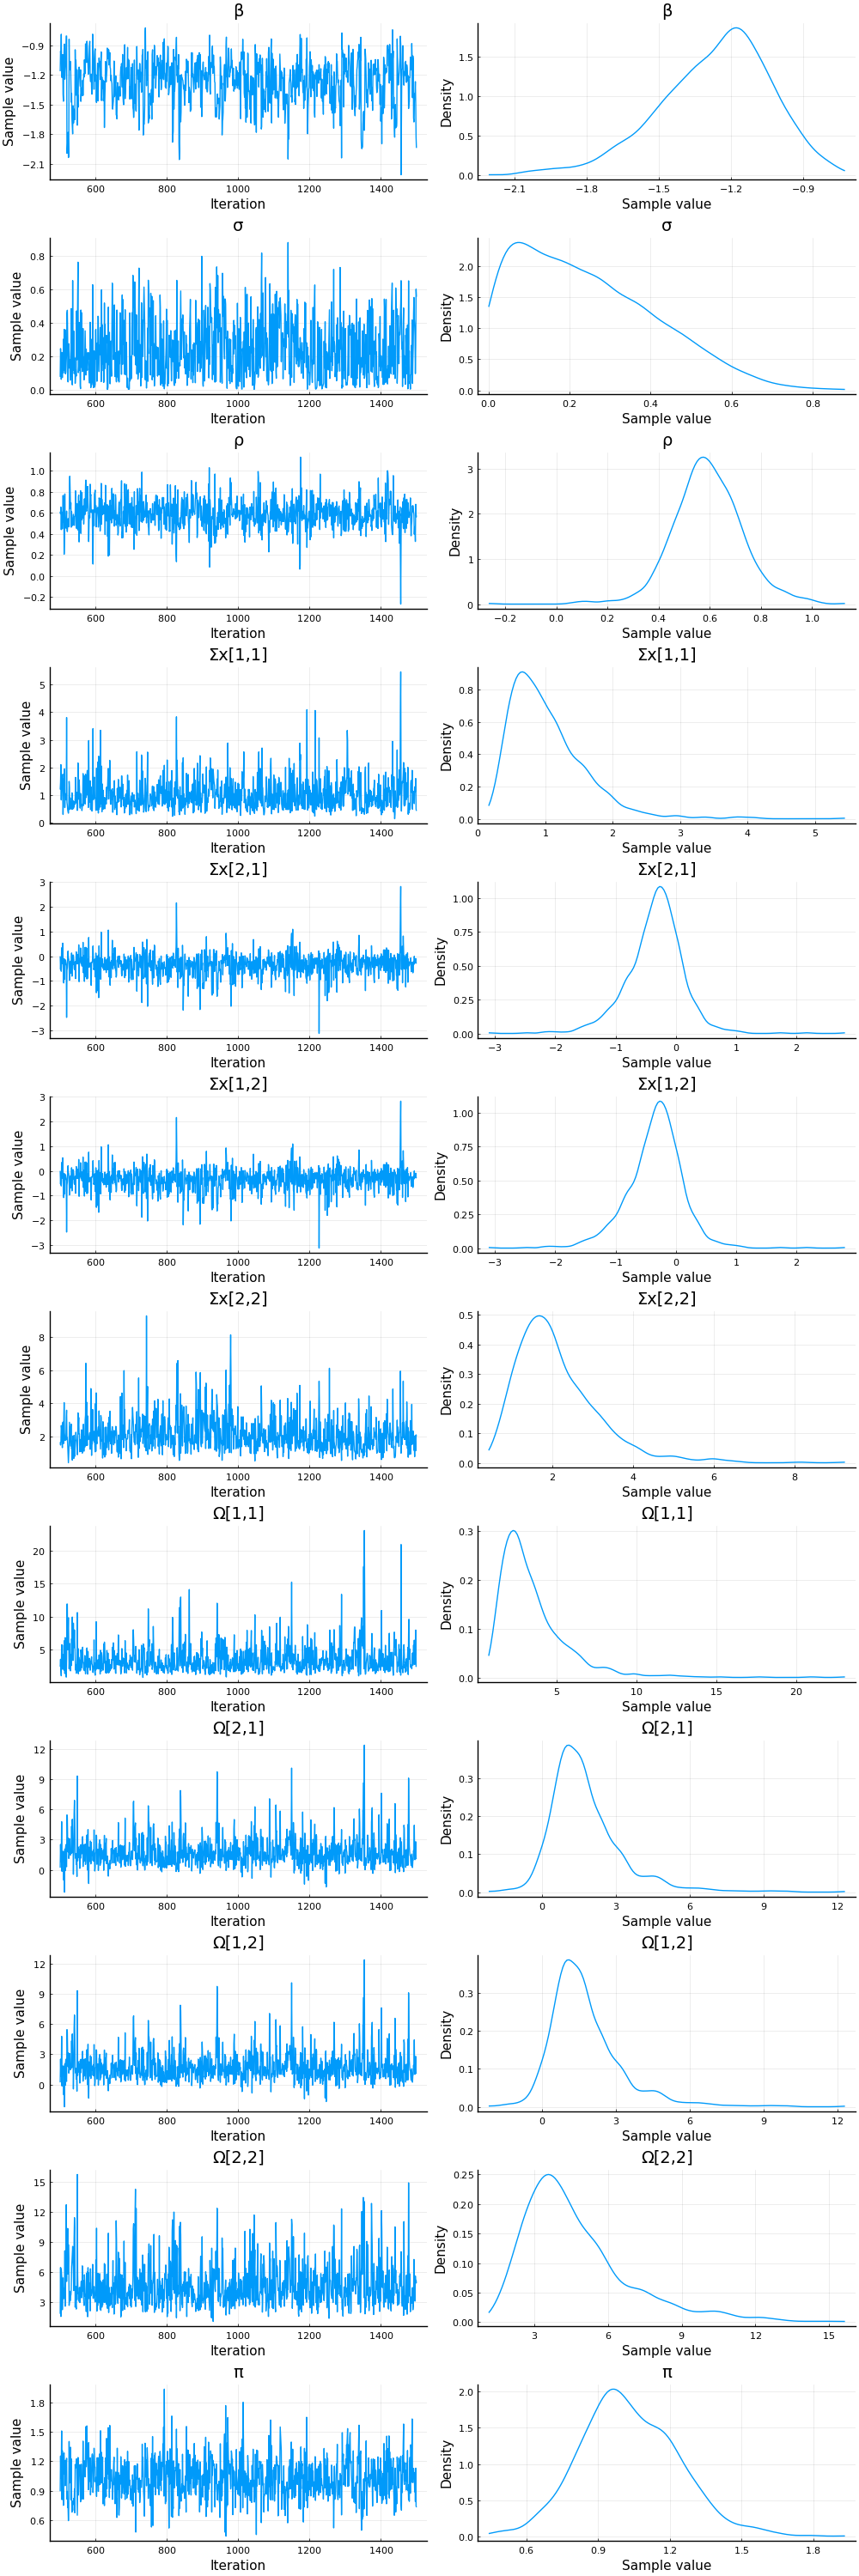 β β
Sample value −0.9 −1.2 −1.5 −1.8 −2.1 Density 1.5 1.0 0.5 0.0
600 800 1000 1200 1400 −2.1 −1.8 −1.5 −1.2 −0.9
Iteration Sample value
σ σ
Sample value 0.8 0.6 0.4 0.2 0.0 Density 2.0 1.5 1.0 0.5 0.0
600 800 1000 1200 1400 0.0 0.2 0.4 0.6 0.8
Iteration Sample value
ρ ρ
Sample value 1.0 0.8 0.6 0.4 0.2 0.0 −0.2 Density 3 2 1 0
600 800 1000 1200 1400 −0.2 0.0 0.2 0.4 0.6 0.8 1.0
Iteration Sample value
Σx[1,1] Σx[1,1]
Sample value 5 4 3 2 1 0 Density 0.8 0.6 0.4 0.2 0.0
600 800 1000 1200 1400 0 1 2 3 4 5
Iteration Sample value
Σx[2,1] Σx[2,1]
Sample value 3 2 1 0 −1 −2 −3 Density 1.00 0.75 0.50 0.25 0.00
600 800 1000 1200 1400 −3 −2 −1 0 1 2
Iteration Sample value
Σx[1,2] Σx[1,2]
Sample value 3 2 1 0 −1 −2 −3 Density 1.00 0.75 0.50 0.25 0.00
600 800 1000 1200 1400 −3 −2 −1 0 1 2
Iteration Sample value
Σx[2,2] Σx[2,2]
Sample value 8 6 4 2 Density 0.5 0.4 0.3 0.2 0.1 0.0
600 800 1000 1200 1400 2 4 6 8
Iteration Sample value
Ω[1,1] Ω[1,1]
Sample value 20 15 10 5 Density 0.3 0.2 0.1 0.0
600 800 1000 1200 1400 5 10 15 20
Iteration Sample value
Ω[2,1] Ω[2,1]
Sample value 12 9 6 3 0 Density 0.3 0.2 0.1 0.0
600 800 1000 1200 1400 0 3 6 9 12
Iteration Sample value
Ω[1,2] Ω[1,2]
Sample value 12 9 6 3 0 Density 0.3 0.2 0.1 0.0
600 800 1000 1200 1400 0 3 6 9 12
Iteration Sample value
Ω[2,2] Ω[2,2]
Sample value 15 12 9 6 3 Density 0.25 0.20 0.15 0.10 0.05 0.00
600 800 1000 1200 1400 3 6 9 12 15
Iteration Sample value
π π
Sample value 1.8 1.5 1.2 0.9 0.6 Density 2.0 1.5 1.0 0.5 0.0
600 800 1000 1200 1400 0.6 0.9 1.2 1.5 1.8
Iteration Sample value